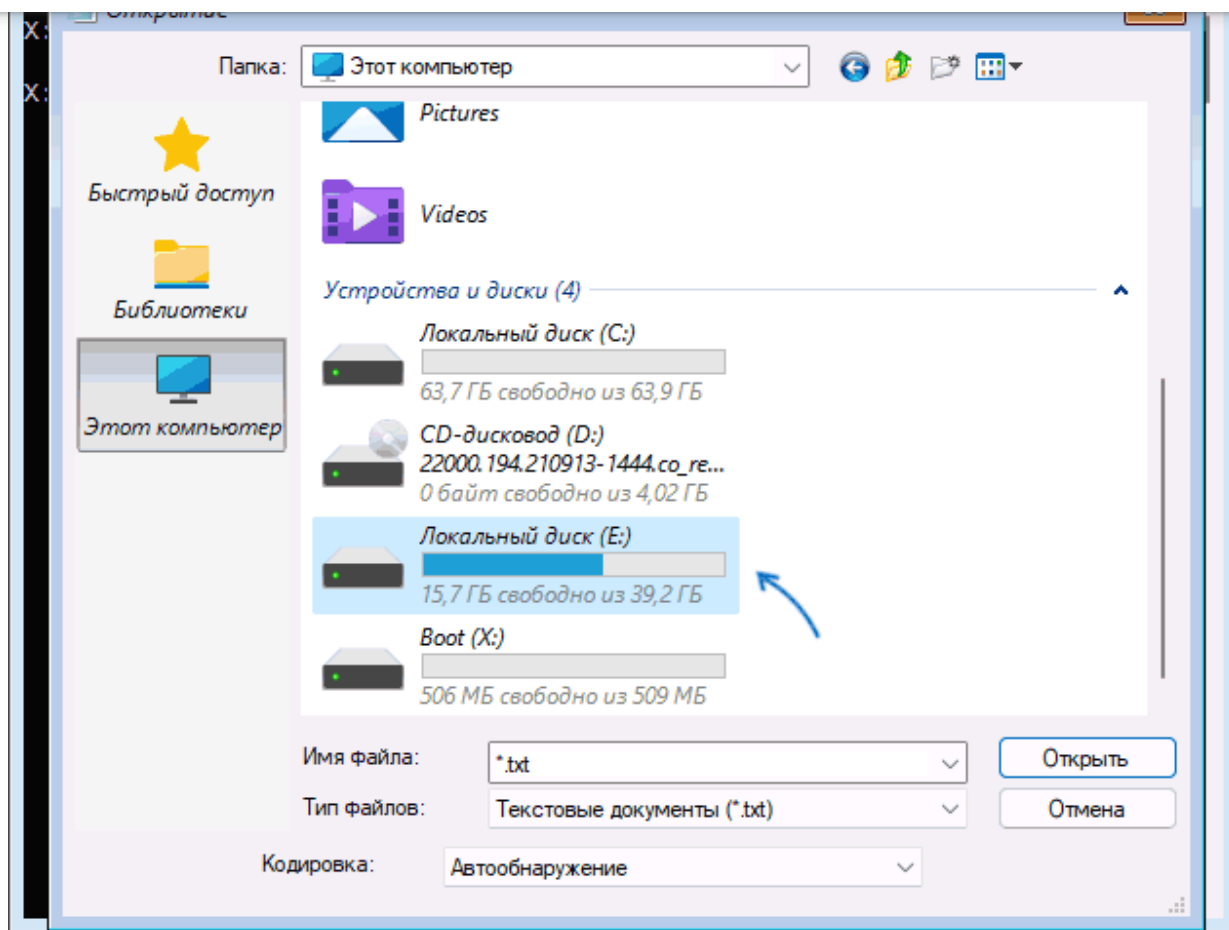 Открытие
X:
Папка:
Этот компьютер
X:
Pictures
Быстрый доступ
Videos
Библиотеки
Устройства и диски (4)
Локальный диск (C:)
63,7 ГБ свободно из 63,9 ГБ
Этот компьютер
CD-дисковод (D:)
22000.194.210913-1444.co_re...
0 байт свободно из 4,02 ГБ
Локальный диск (E:)
15,7 ГБ свободно из 39,2 ГБ
Boot (X:)
506 МБ свободно из 509 МБ
Имя файла:
*.txt
Открыть
Тип файлов:
Текстовые документы (*.txt)
Отмена
Кодировка:
Автообнаружение